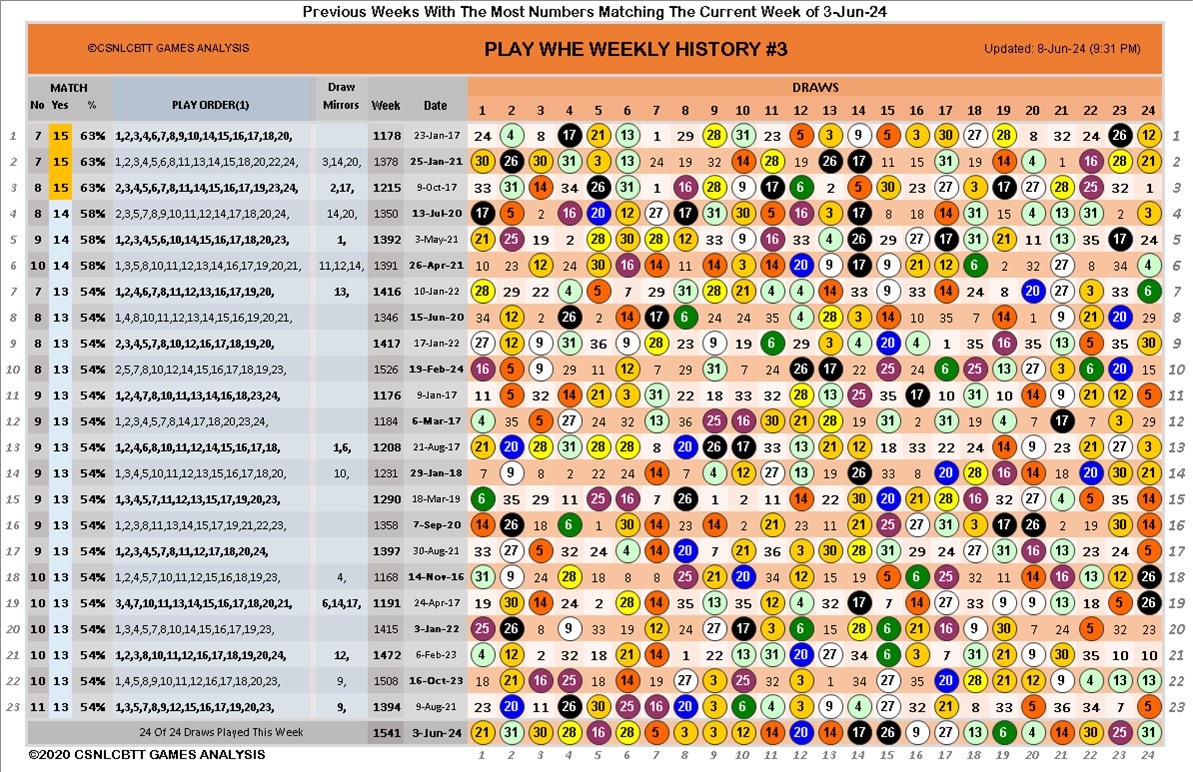 Previous Weeks With The Most Numbers Matching The Current Week of 3-Jun-24
©CSNLCBTT GAMES ANALYSIS PLAY WHE WEEKLY HISTORY #3 Updated: 8-Jun-24 (9:31 PM)
MATCH Draw DRAWS
No Yes % PLAY ORDER(1) Mirrors Week Date 1 2 3 4 5 6 7 8 9 10 11 12 13 14 15 16 17 18 19 20 21 22 23 24
1 7 15 63% 1,2,3,4,6,7,8,9,10,14,15,16,17,18,20, 1178 23-Jan-17 24 4 8 17 21 13 1 29 28 31 23 5 3 9 5 3 30 27 28 8 32 24 26 12 1
2 7 15 63% 1,2,3,4,5,6,8,11,13,14,15,18,20,22,24, 3,14,20, 1378 25-Jan-21 30 26 30 31 3 13 24 19 32 10 28 19 26 17 11 15 31 19 14 4 1 16 28 21 2
3 8 15 63% 2,3,4,5,6,7,8,11,14,15,16,17,19,23,24, 2,17, 1215 9-Oct-17 33 31 14 34 26 31 1 16 28 9 17 6 2 5 30 23 27 3 17 27 28 25 32 1 3
4 8 14 58% 2,3,5,7,8,9,10,11,12,14,17,18,20,24, 14,20, 1350 13-Jul-20 17 5 2 16 20 12 27 17 31 30 5 16 3 14 8 18 14 31 15 4 13 31 2 3 4
5 9 14 58% 1,2,3,4,5,6,10,14,15,16,17,18,20,23, 1, 1392 3-May-21 21 25 19 2 28 30 28 12 33 9 16 33 4 26 29 27 17 31 21 11 13 35 17 24 5
6 10 14 58% 1,3,5,8,10,11,12,13,14,16,17,19,20,21, 11,12,14, 1391 26-Apr-21 10 23 12 24 30 16 14 11 9 3 14 20 9 17 9 21 12 6 2 32 27 8 34 4 6
7 7 13 54% 1,2,4,6,7,8,11,12,13,17,19,20, 13, 1416 10-Jan-22 28 29 22 4 5 7 29 31 28 21 4 4 14 33 9 33 14 24 8 20 27 3 33 6 7
8 8 13 54% 1,4,8,10,11,12,13,14,15,18,20,21, 1346 15-Jun-20 34 12 2 26 2 6 17 6 24 24 35 4 28 3 14 10 35 7 14 1 9 21 20 29 8
9 8 13 54% 2,3,4,5,7,8,10,12,16,17,18,19,20, 1417 17-Jan-22 27 12 9 31 36 9 28 23 9 19 6 29 3 4 20 4 1 35 16 35 13 5 35 30 9
10 8 13 54% 2,5,7,8,10,12,14,15,16,17,18,19,23, 1526 19-Feb-24 16 5 9 29 11 12 7 29 31 7 24 26 17 22 25 24 6 25 13 27 3 6 20 15 10
11 9 13 54% 1,2,4,7,8,10,11,13,14,16,18,23,24, 1176 9-Jan-17 11 5 32 14 21 3 31 22 18 33 32 28 13 25 35 17 10 31 10 14 9 21 12 5 11
12 9 13 54% 1,2,3,4,5,7,8,14,17,18,20,23,24, 1184 6-Mar-17 4 35 5 27 24 32 13 36 25 16 30 21 28 19 31 2 31 19 4 7 17 7 3 29 12
13 9 13 54% 1,2,4,6,8,10,11,12,14,15,16,17,18, 1,6, 1208 21-Aug-17 21 20 28 31 28 28 8 20 26 17 33 13 21 12 18 33 22 24 14 9 23 21 27 3 13
14 9 13 54% 1,3,4,5,10,11,12,14,15,16,17,18,20, 10, 1231 29-Jan-18 7 9 8 2 22 24 14 7 4 12 27 13 19 14 26 33 18 20 28 16 14 18 20 30 21 14
15 9 13 54% 1,3,4,5,7,11,12,13,15,17,19,20,23, 1290 18-Mar-19 6 35 29 11 25 16 7 26 1 2 11 14 22 30 20 21 28 16 32 27 4 5 35 14 15
16 9 13 54% 1,2,3,8,11,13,14,15,17,19,21,22,23, 1358 7-Sep-20 14 26 18 6 1 30 14 23 14 2 21 23 11 21 25 27 31 3 17 26 2 19 30 14 16
17 9 13 54% 1,2,3,4,5,7,8,11,12,17,18,20,24, 1397 30-Aug-21 33 27 5 32 24 4 14 20 7 21 36 3 30 28 31 29 24 27 31 16 13 23 24 5 17
18 10 13 54% 1,2,4,5,7,10,11,12,15,16,18,19,23, 4, 1168 14-Nov-16 31 9 24 28 18 8 8 25 21 20 34 12 15 19 5 6 25 32 11 14 16 13 12 26 18
19 10 13 54% 3,4,7,10,11,13,14,15,16,17,18,20,21, 6,14,17, 1191 24-Apr-17 19 30 14 24 2 28 14 35 13 35 12 4 32 17 7 14 27 33 9 9 13 18 5 26 19
20 10 13 54% 1,3,4,5,7,8,10,14,15,16,17,19,23, 1415 3-Jan-22 25 26 8 9 33 19 12 24 27 17 3 6 15 28 6 21 16 9 30 7 24 5 32 23 20
21 10 13 54% 1,2,3,8,10,11,12,16,17,18,19,20,24, 12, 1472 6-Feb-23 4 12 2 32 18 21 14 1 22 13 31 20 27 34 6 3 7 31 21 9 30 35 10 10 21
22 10 13 54% 1,4,5,8,9,10,12,13,16,18,19,20,23, 9, 1508 16-Oct-23 18 21 16 25 18 14 19 27 3 25 32 3 1 34 27 35 20 28 21 12 9 4 13 13 22
23 11 13 54% 1,3,5,7,8,9,12,15,16,17,19,20,23, 9, 1394 9-Aug-21 23 20 11 26 30 25 16 20 3 6 4 3 9 4 27 32 21 8 33 5 36 34 7 5 23
24 Of 24 Draws Played This Week 1541 3-Jun-24 21 31 30 28 16 28 5 3 3 12 10 20 14 17 26 9 27 13 6 4 14 30 25 31
©2020 CSNLCBTT GAMES ANALYSIS 1 2 3 4 5 6 7 8 9 10 11 12 13 14 15 16 17 18 19 20 21 22 23 24